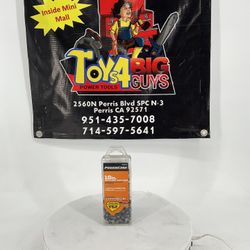 Inside Mini
Mall
TOYS 4 BIG
GUYS
POWER TOOLS
2560N Perris Blvd SPC N-3
Perris CA 92571
951-435-7008
714-597-5641